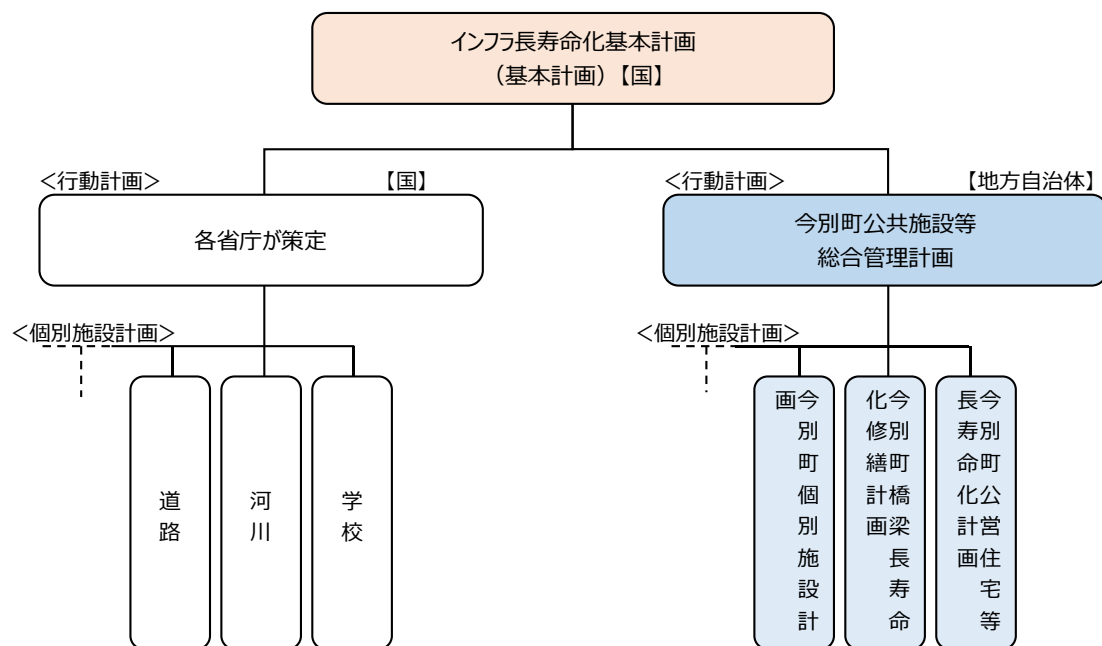 インフラ長寿命化基本計画
（基本計画）【国】
＜行動計画＞
【国】
各省庁が策定
＜行動計画＞
【地方自治体】
今別町公共施設等
総合管理計画
＜個別施設計画＞
道路
河川
学校
＜個別施設計画＞
今別町個別施設計
画
今別町橋梁長寿命
化修繕計画
今別町公営住宅等
長寿命化計画